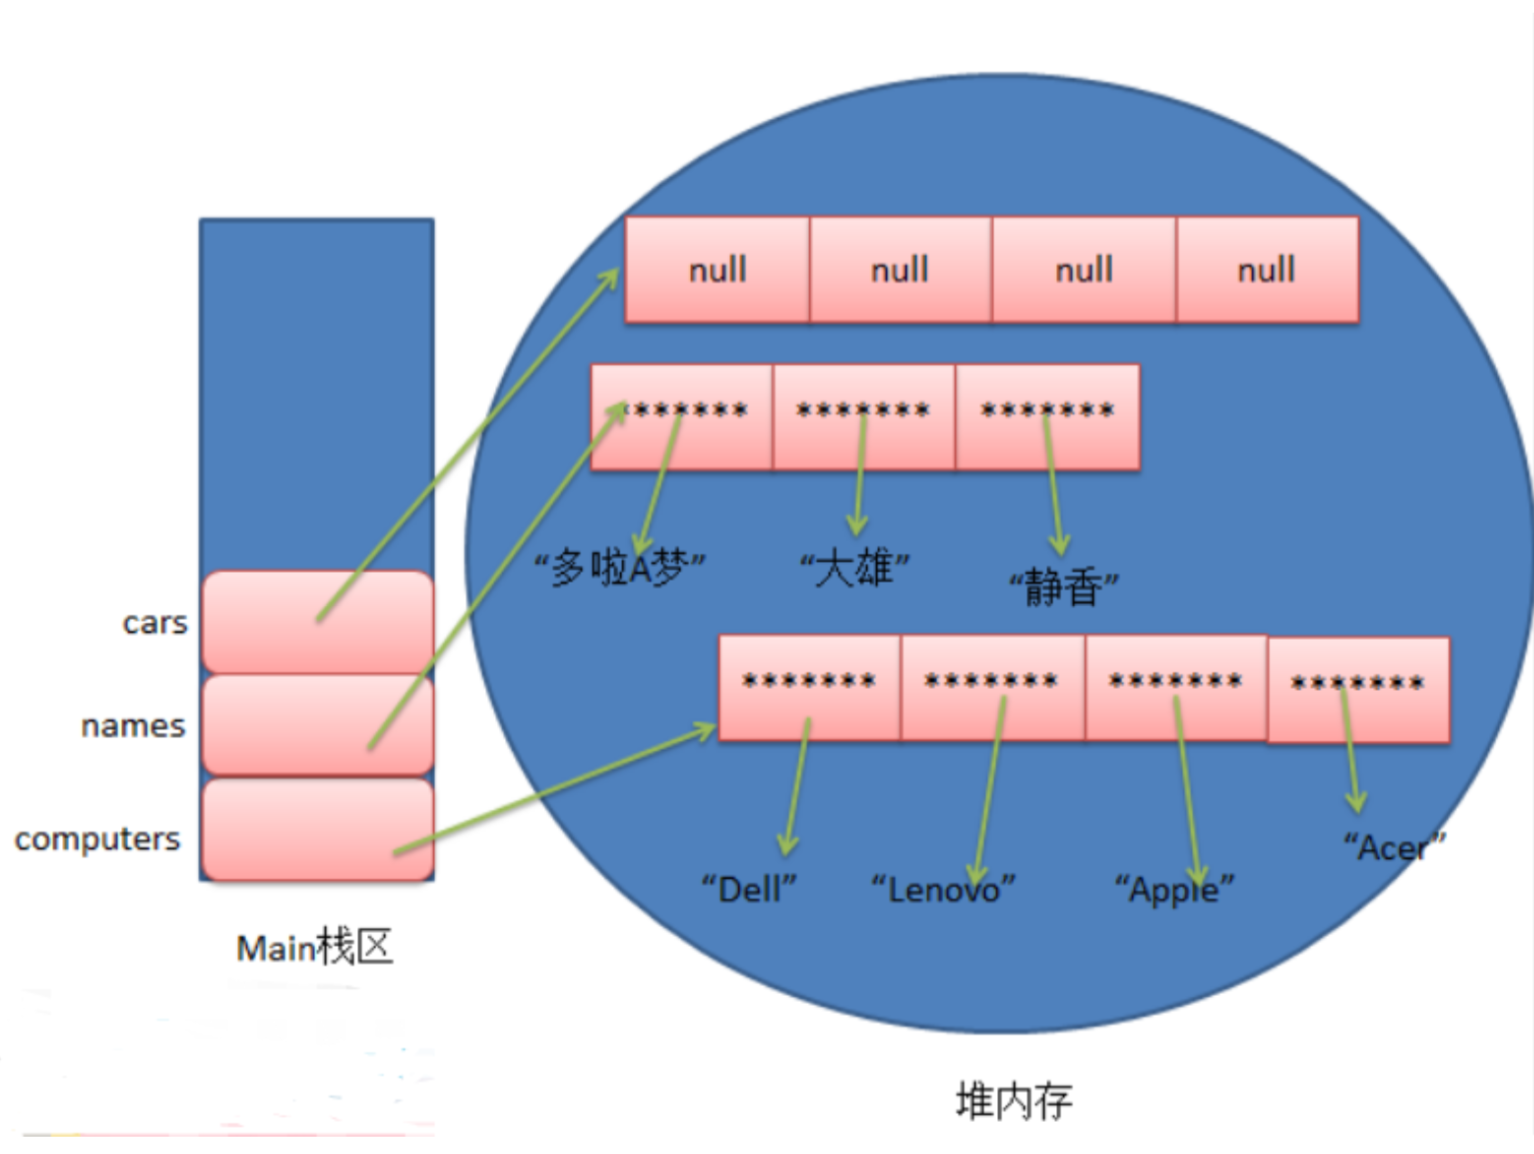 null null null null
******* ******* *******
“多啦A梦” “大雄” “静香”
cars
******* ******* ******* *******
names
computers
“Acer”
“Dell” “Lenovo” “Apple”
Main栈区
堆内存